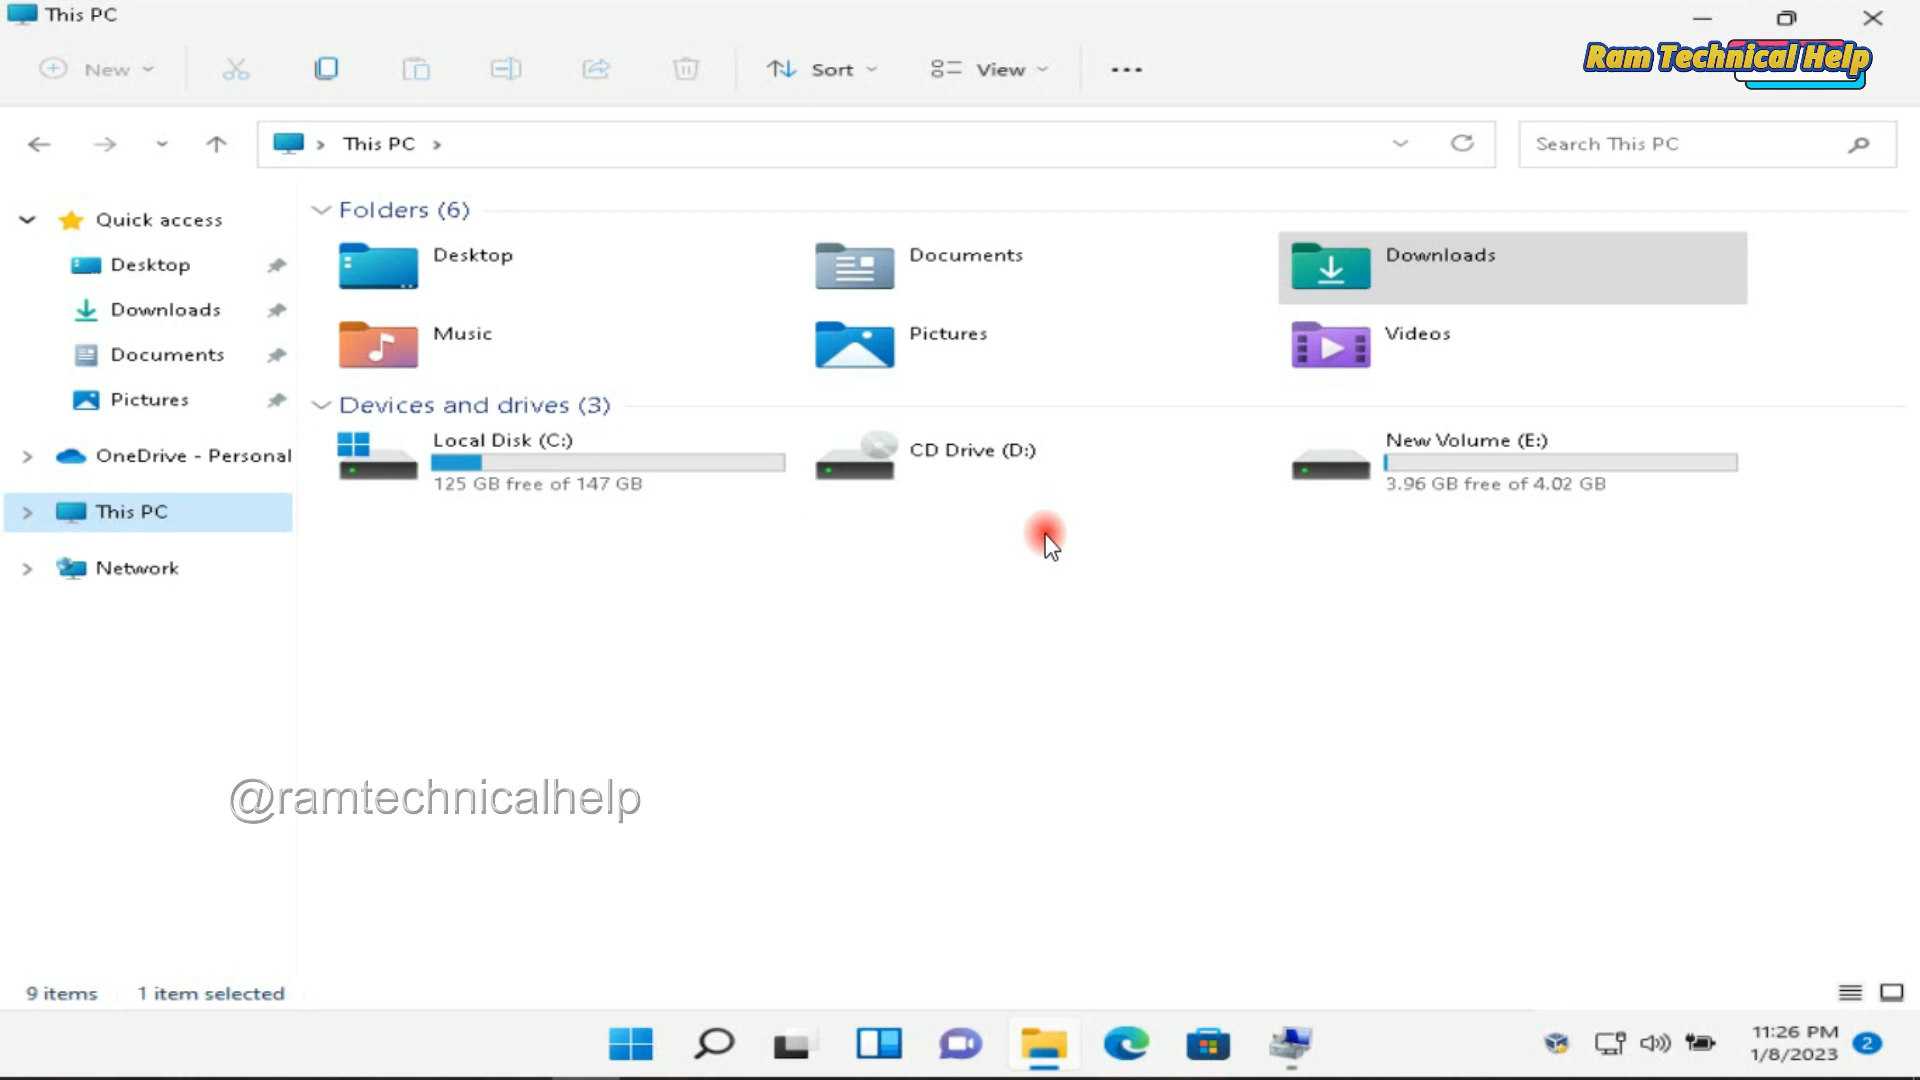 This PC
New
Sort
View
Ram Technical Help
This PC
Search This PC
Quick access
Desktop
Downloads
Documents
Pictures
OneDrive - Personal
This PC
Network
Folders (6)
Desktop
Documents
Downloads
Music
Pictures
Videos
Devices and drives (3)
Local Disk (C:)
125 GB free of 147 GB
CD Drive (D:)
New Volume (E:)
3.96 GB free of 4.02 GB
@ramtechnicalhelp
9 items
1 item selected
11:26 PM
1/8/2023
2